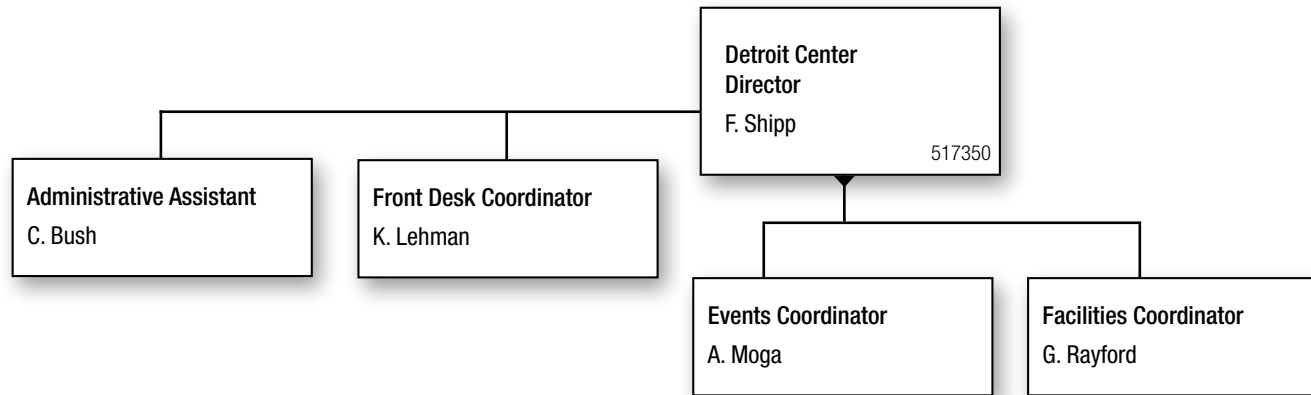 Detroit Center
Director
F. Shipp
517350
Administrative Assistant
C. Bush
Front Desk Coordinator
K. Lehman
Events Coordinator
A. Moga
Facilities Coordinator
G. Rayford